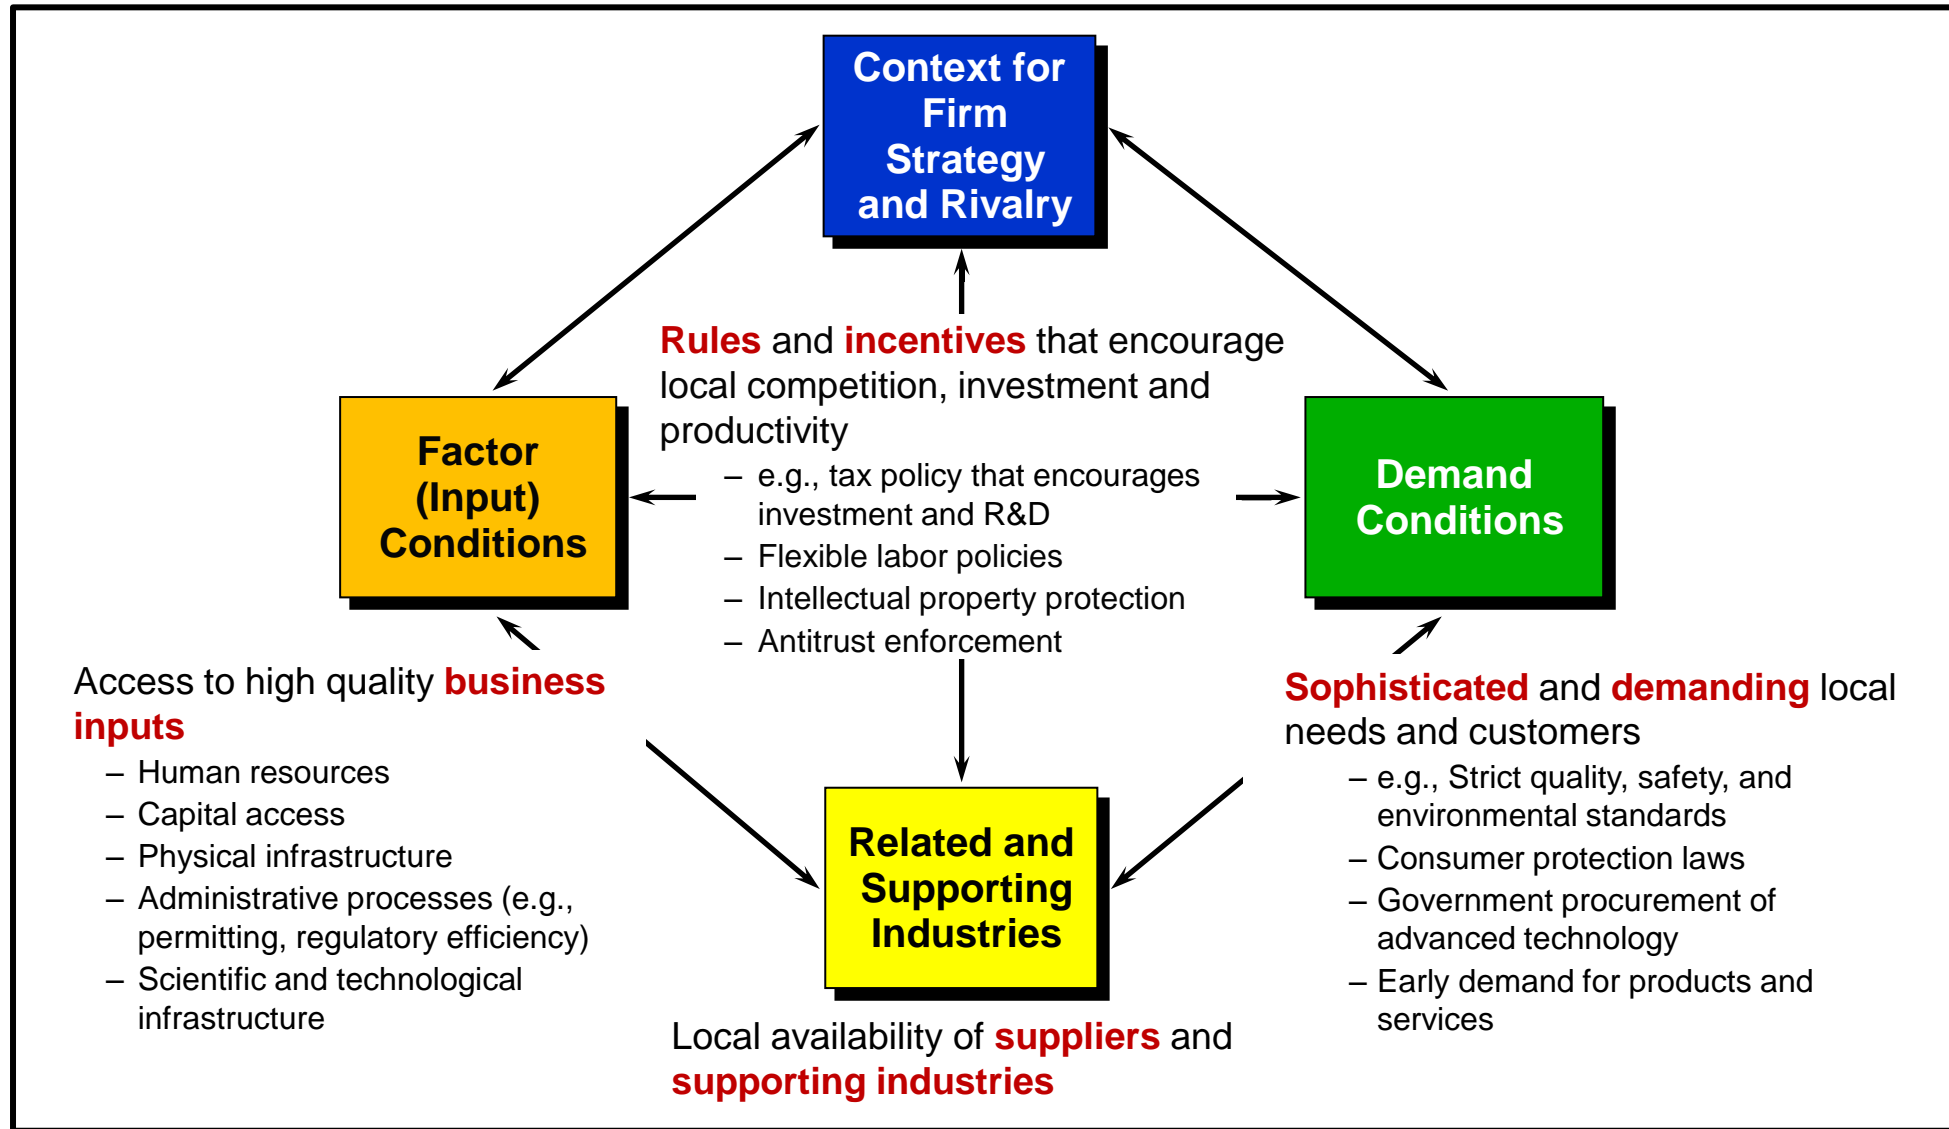 Context for
Firm
Strategy
and Rivalry
Rules and incentives that encourage
local competition, investment and
productivity
– e.g., tax policy that encourages
investment and R&D
– Flexible labor policies
– Intellectual property protection
– Antitrust enforcement
Factor
(Input)
Conditions
Demand
Conditions
Access to high quality business
inputs
– Human resources
– Capital access
– Physical infrastructure
– Administrative processes (e.g.,
permitting, regulatory efficiency)
– Scientific and technological
infrastructure
Sophisticated and demanding local
needs and customers
– e.g., Strict quality, safety, and
environmental standards
– Consumer protection laws
– Government procurement of
advanced technology
– Early demand for products and
services
Related and
Supporting
Industries
Local availability of suppliers and
supporting industries